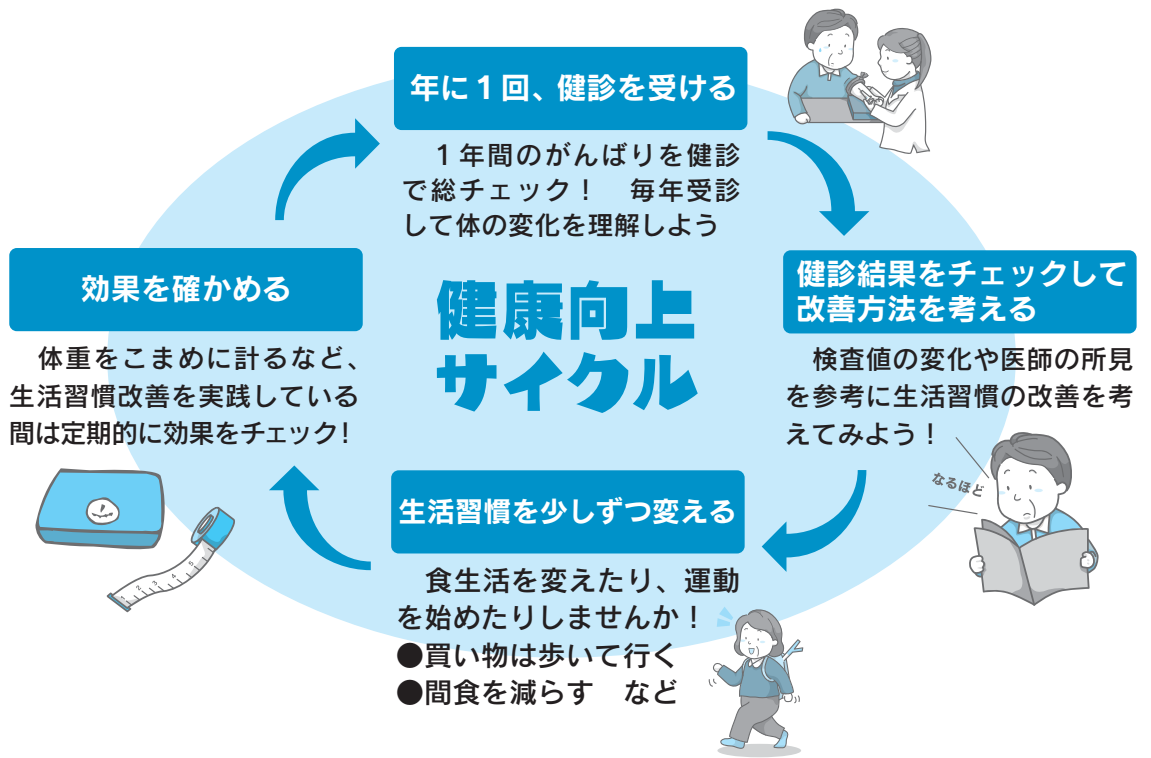 年に1回、健診を受ける
　1年間のがんばりを健診
で総チェック！　毎年受診
して体の変化を理解しよう
健診結果をチェックして
改善方法を考える
　検査値の変化や医師の所見
を参考に生活習慣の改善を考
えてみよう！
なるほど
生活習慣を少しずつ変える
　食生活を変えたり、運動
を始めたりしませんか！
●買い物は歩いて行く
●間食を減らす　など
効果を確かめる
　体重をこまめに計るなど、
生活習慣改善を実践している
間は定期的に効果をチェック！
健康向上
サイクル
1 2 3 4 5